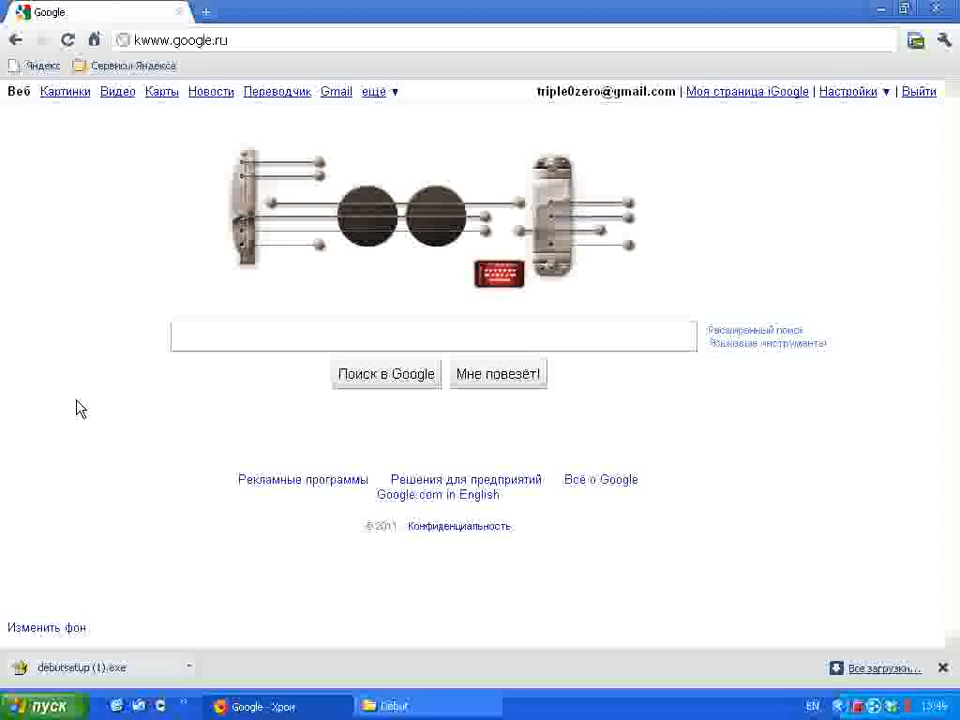 Google
kwww.google.ru
Яндекс Сервисы Яндекса
Веб Картинки Видео Карты Новости Переводчик Gmail ещё ▼ triple0zero@gmail.com | Моя страница iGoogle | Настройки ▼ | Выйти
Расширенный поиск
Языковые инструменты
Поиск в Google Мне повезёт!
Рекламные программы Решения для предприятий Всё о Google
Google.com in English
© 2011 Конфиденциальность
Изменить фон
debutsetup (1).exe Все загрузки...
пуск Google - Хром Debut EN 13:44